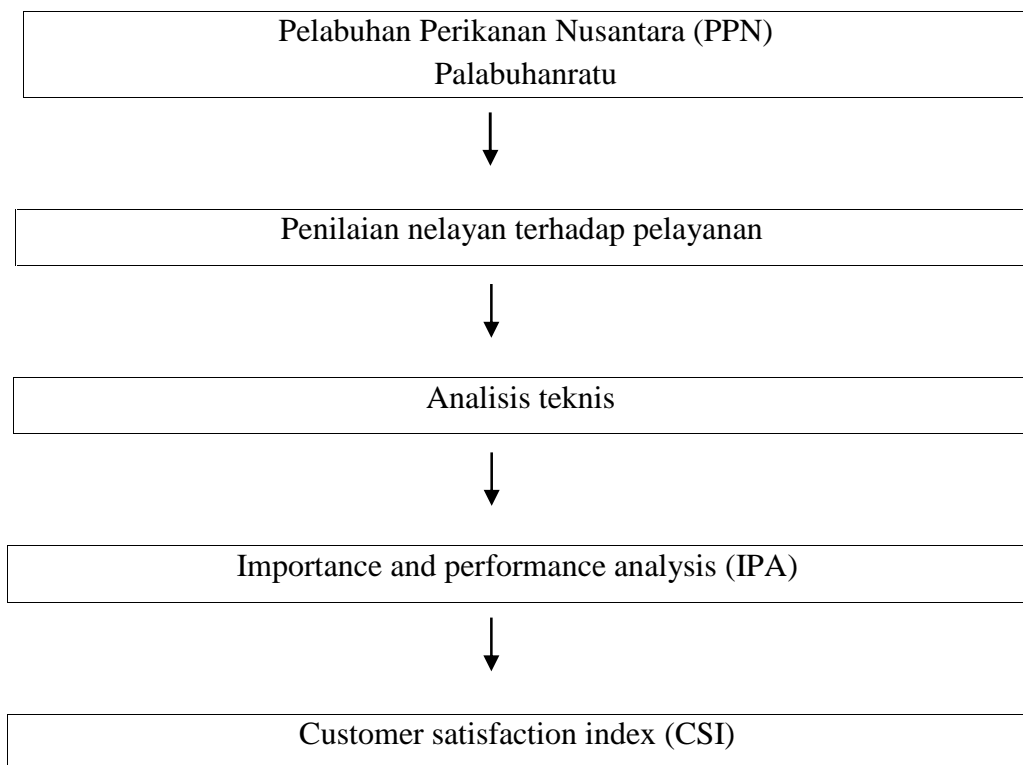 Pelabuhan Perikanan Nusantara (PPN)
Palabuhanratu
Penilaian nelayan terhadap pelayanan
Analisis teknis
Importance and performance analysis (IPA)
Customer satisfaction index (CSI)